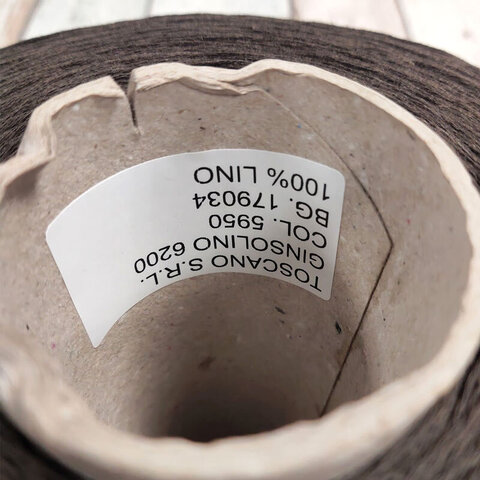 TOSCANO S.R.L.
GINSOLINO 6200
COL. 5950
BG. 179034
100% LINO